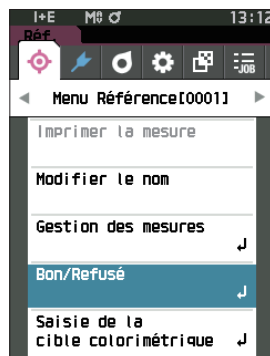 I+E M 13:12
Réf.
-JOB
Menu Référence[0001]
Imprimer la mesure
Modifier le nom
Gestion des mesures
Bon/Refusé
Saisie de la
cible colorimétrique